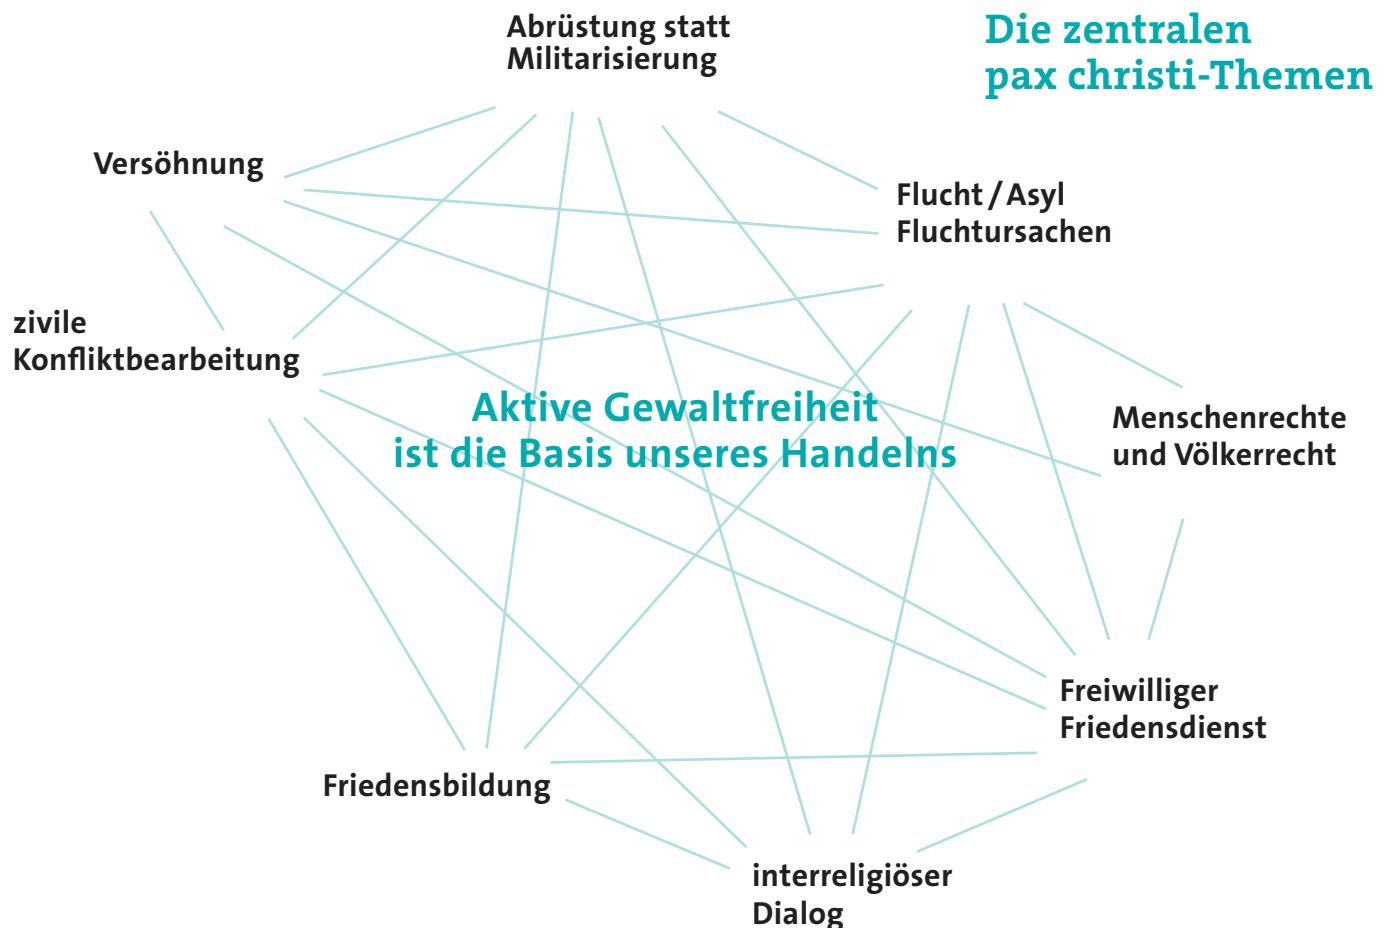 Die zentralen
pax christi-Themen
Abrüstung statt
Militarisierung
Versöhnung
Flucht / Asyl
Fluchtursachen
zivile
Konfliktbearbeitung
Aktive Gewaltfreiheit
ist die Basis unseres Handelns
Menschenrechte
und Völkerrecht
Freiwilliger
Friedensdienst
Friedensbildung
interreligiöser
Dialog